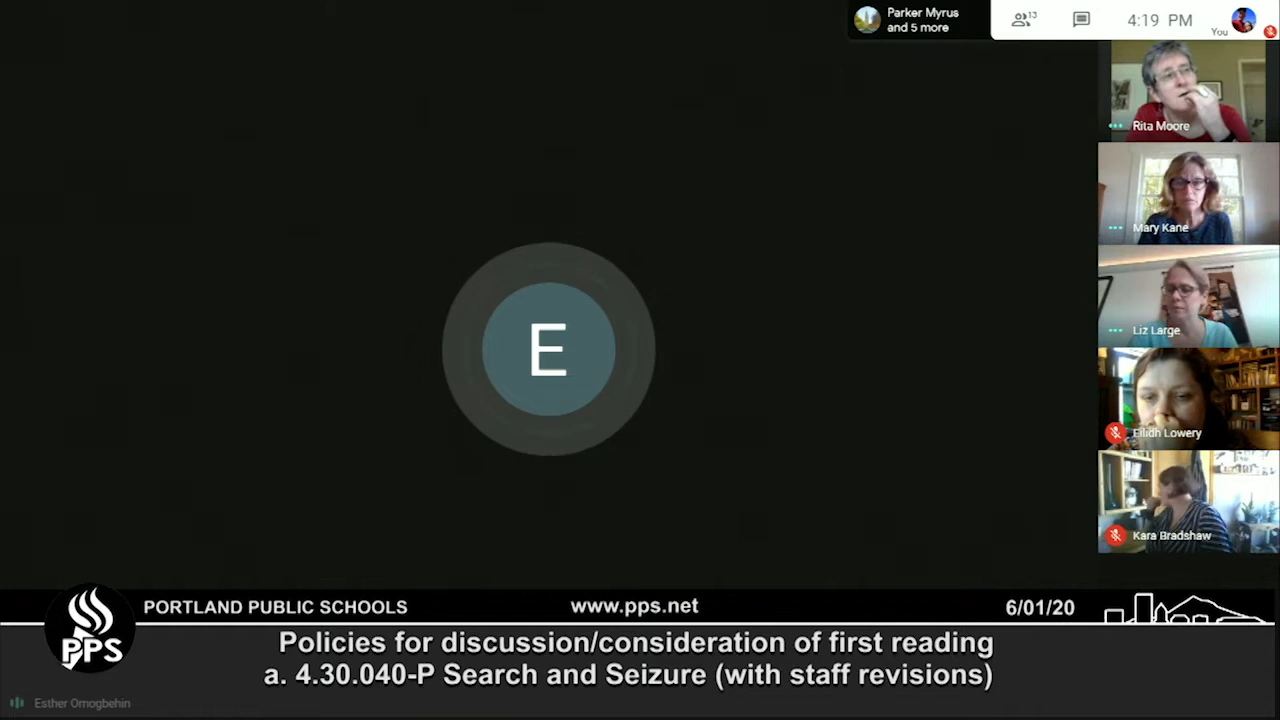 Parker Myrus
and 5 more
13
4:19 PM
You
Rita Moore
Mary Kane
Liz Large
Eilidh Lowery
Kara Bradshaw
E
PPS
PORTLAND PUBLIC SCHOOLS
www.pps.net
6/01/20
Policies for discussion/consideration of first reading
a. 4.30.040-P Search and Seizure (with staff revisions)
Esther Omogbehin